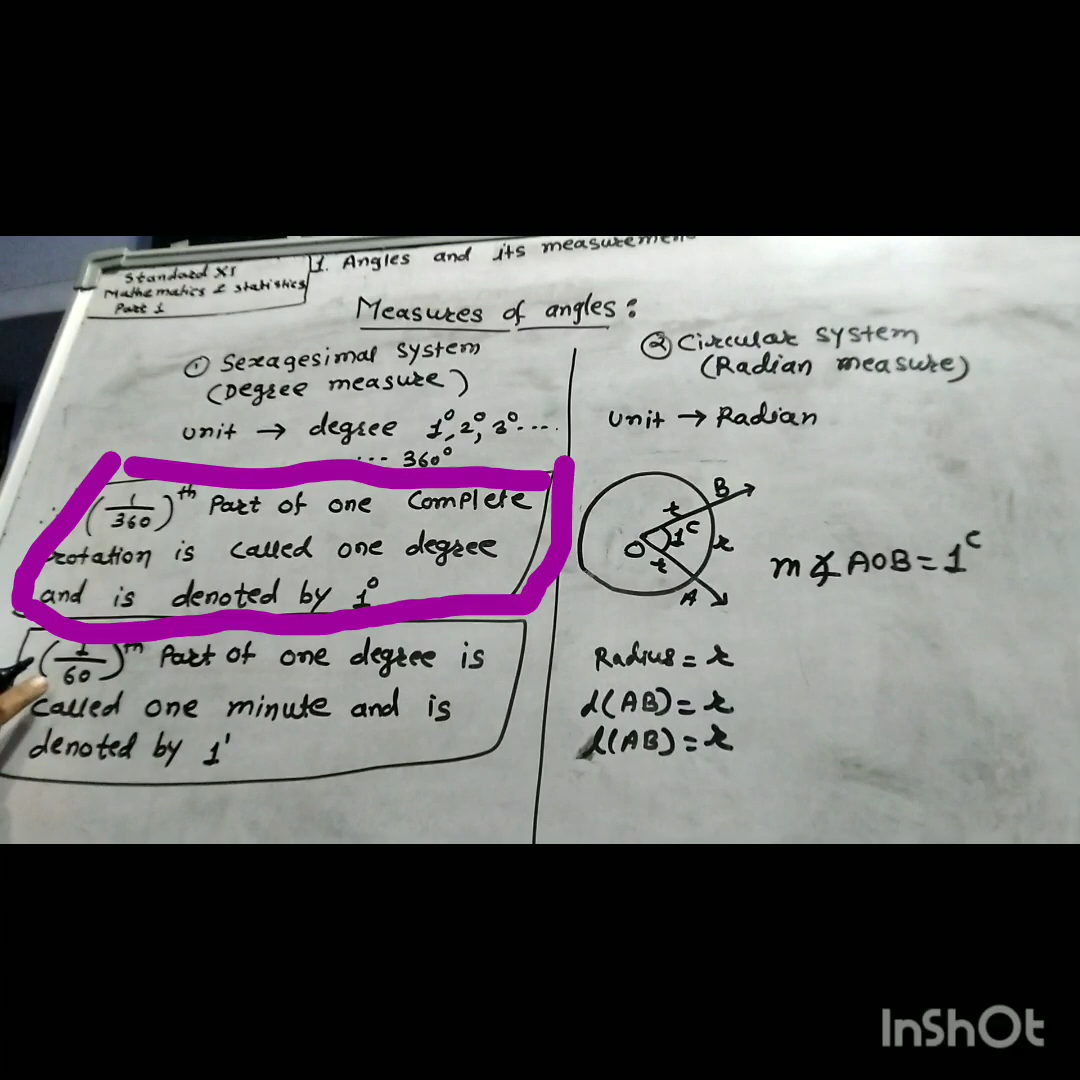 Standard XI
Mathematics & statistics
Part 1
1. Angles and its measurement
Measures of angles:
① Sexagesimal system
(Degree measure)
unit → degree 1°, 2°, 3°....
... 360°
(1/360)th Part of one complete
rotation is called one degree
and is denoted by 1°
(1/60)th Part of one degree is
called one minute and is
denoted by 1'
② Circular system
(Radian measure)
unit → Radian
B
r
O 1ᶜ r
r
A
m∡AOB = 1ᶜ
Radius = r
l(AB) = r
l(AB) = r
InShOt